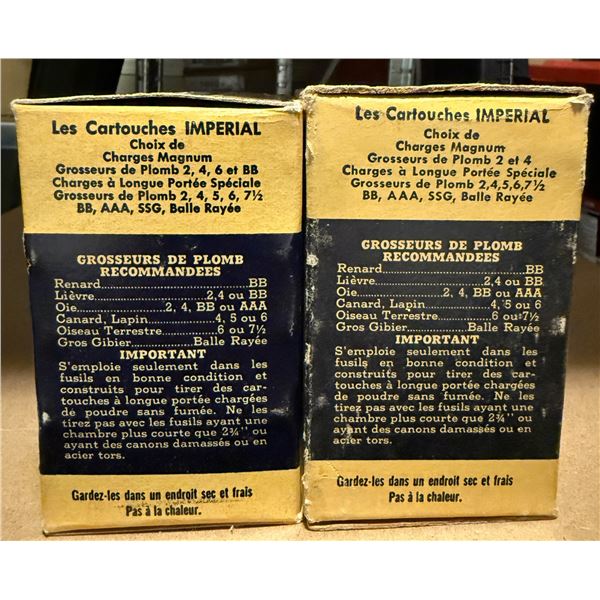 Les Cartouches IMPERIAL
Choix de
Charges Magnum
Grosseurs de Plomb 2, 4, 6 et BB
Charges à Longue Portée Spéciale
Grosseurs de Plomb 2, 4, 5, 6, 7½
BB, AAA, SSG, Balle Rayée
GROSSEURS DE PLOMB
RECOMMANDEES
Renard..............................BB
Lièvre.......................2,4 ou BB
Oie...................2, 4, BB ou AAA
Canard, Lapin................4, 5 ou 6
Oiseau Terrestre............6 ou 7½
Gros Gibier..............Balle Rayée
IMPORTANT
S'emploie seulement dans les
fusils en bonne condition et
construits pour tirer des car-
touches à longue portée chargées
de poudre sans fumée. Ne les
tirez pas avec les fusils ayant une
chambre plus courte que 2¾" ou
ayant des canons damassés ou en
acier tors.
Gardez-les dans un endroit sec et frais
Pas à la chaleur.
Les Cartouches IMPERIAL
Choix de
Charges Magnum
Grosseurs de Plomb 2 et 4
Charges à Longue Portée Spéciale
Grosseurs de Plomb 2,4,5,6,7½
BB, AAA, SSG, Balle Rayée
GROSSEURS DE PLOMB
RECOMMANDEES
Renard..............................BB
Lièvre.......................2,4 ou BB
Oie...................2, 4, BB ou AAA
Canard, Lapin................4, 5 ou 6
Oiseau Terrestre............6 ou 7½
Gros Gibier..............Balle Rayée
IMPORTANT
S'emploie seulement dans les
fusils en bonne condition et
construits pour tirer des car-
touches à longue portée chargées
de poudre sans fumée. Ne les
tirez pas avec les fusils ayant une
chambre plus courte que 2¾" ou
ayant des canons damassés ou en
acier tors.
Gardez-les dans un endroit sec et frais
Pas à la chaleur.